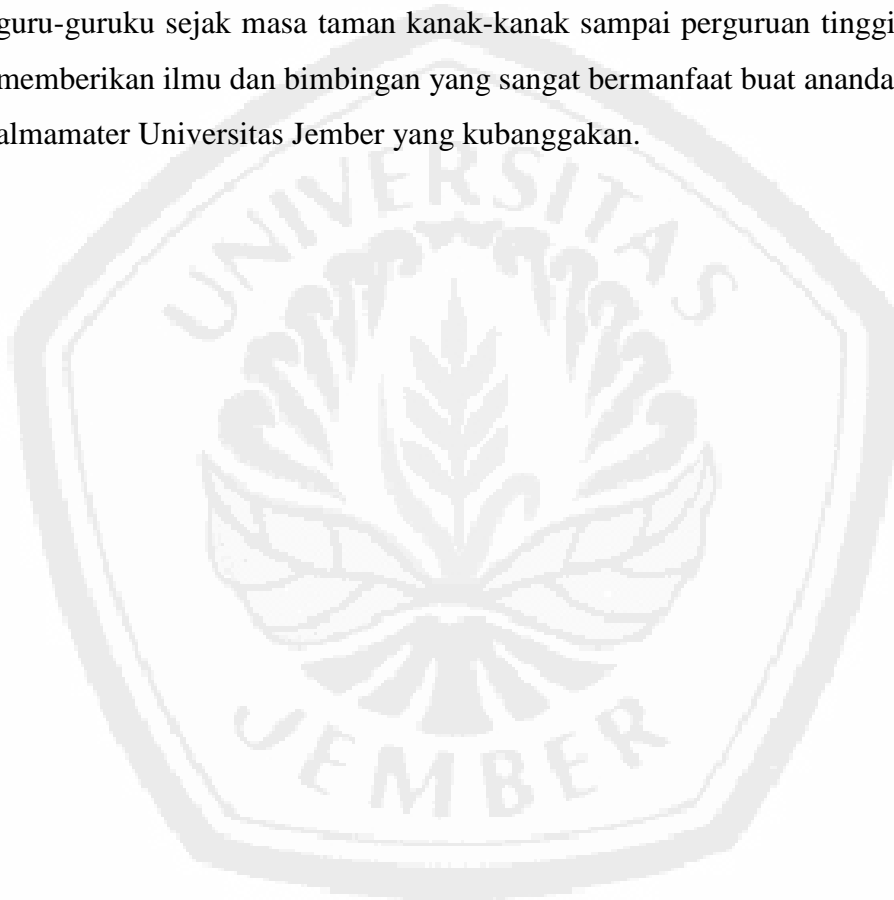 guru-guruku sejak masa taman kanak-kanak sampai perguruan tinggi
memberikan ilmu dan bimbingan yang sangat bermanfaat buat ananda
almamater Universitas Jember yang kubanggakan.
UNIVERSITAS
JEMBER